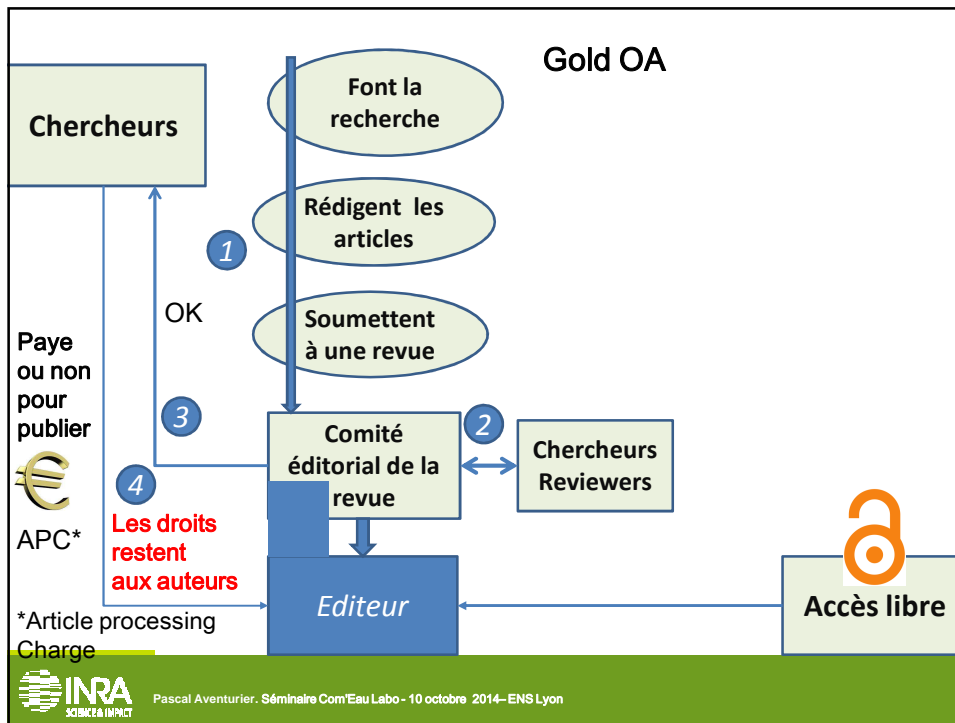 Gold OA
Chercheurs
Font la
recherche
Rédigent les
articles
Soumettent
à une revue
1
OK
Paye
ou non
pour
publier
€
APC*
3
4
Les droits
restent
aux auteurs
*Article processing
Charge
Comité
éditorial de la
revue
2
Chercheurs
Reviewers
Editeur
Accès libre
INRA
SCIENCE & IMPACT
Pascal Aventurier. Séminaire Com'Eau Labo - 10 octobre 2014– ENS Lyon